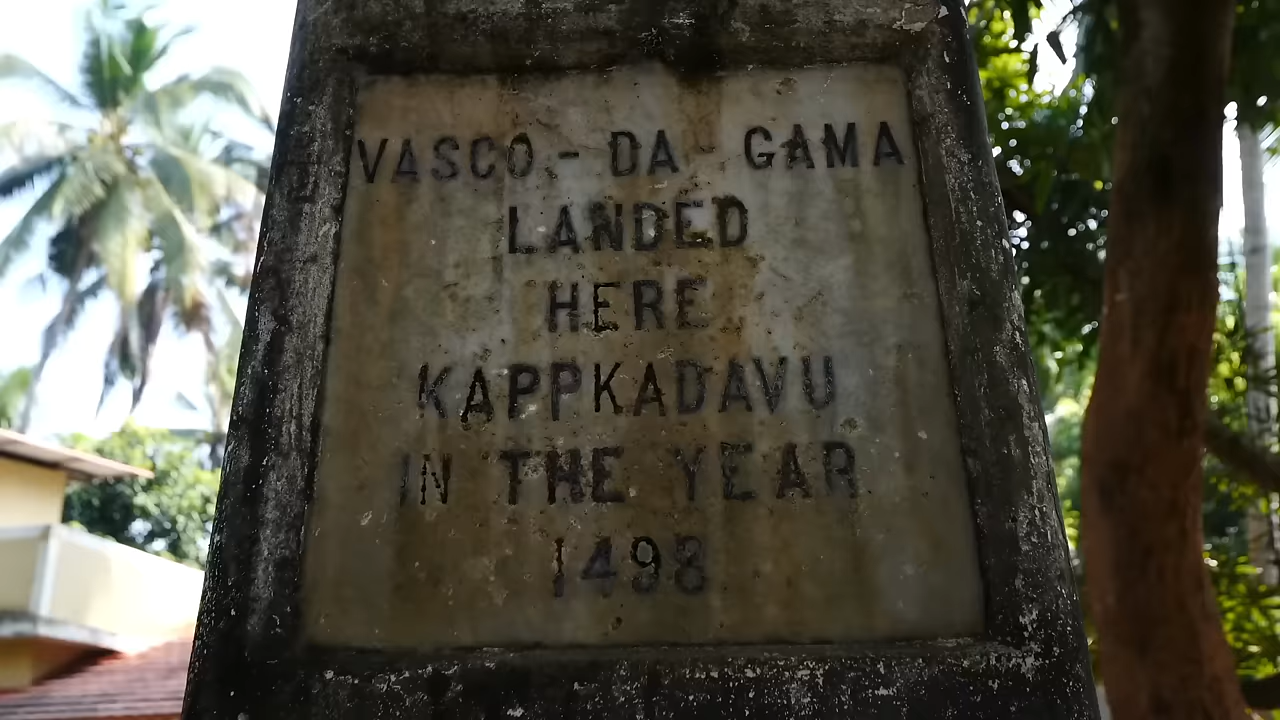 VASCO - DA GAMA
LANDED
HERE
KAPPKADAVU
IN THE YEAR
1498